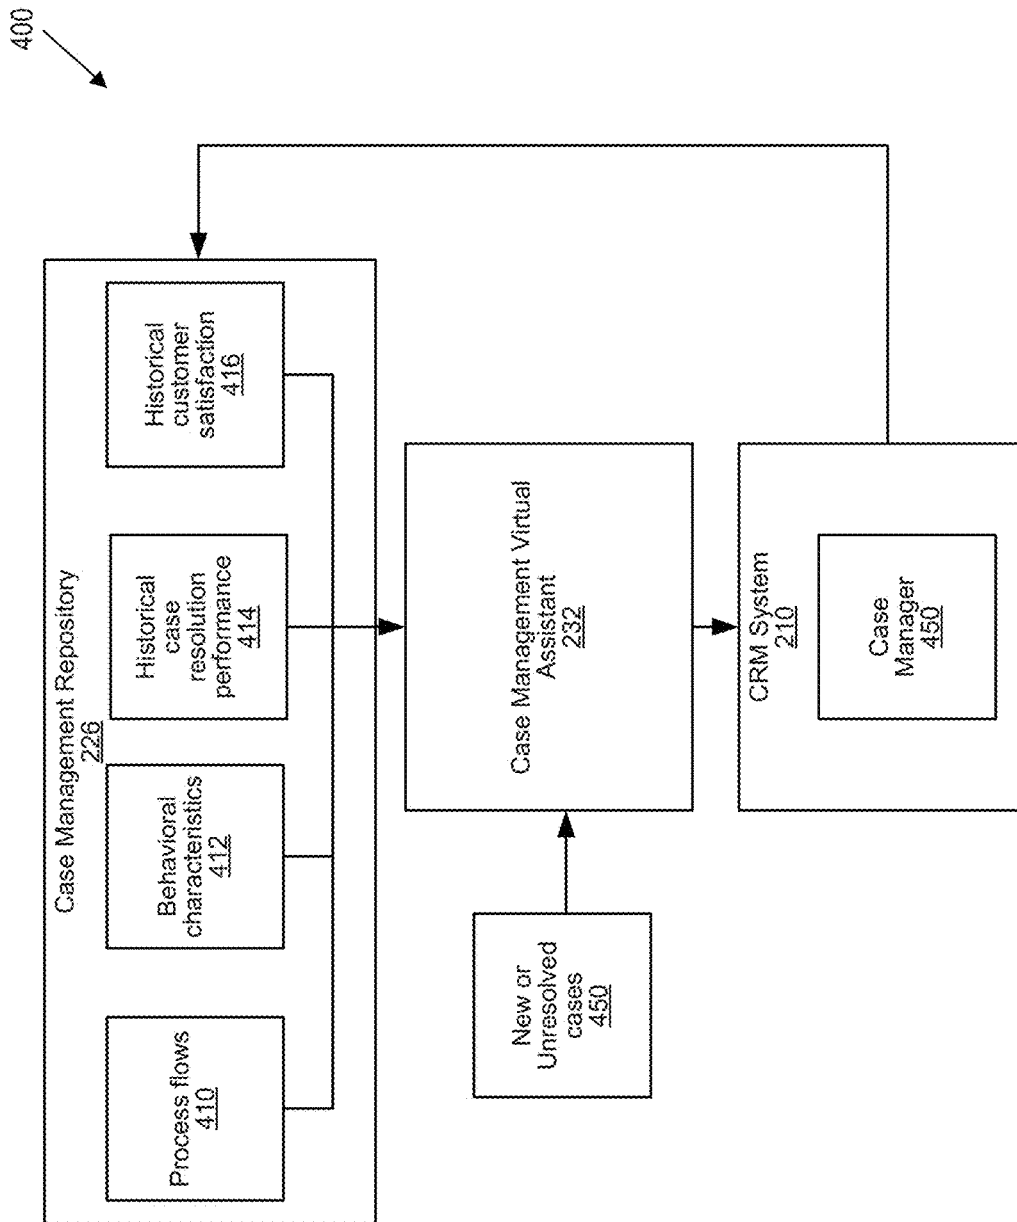 400
Case Management Repository
226
Process flows
410
Behavioral
characteristics
412
Historical
case
resolution
performance
414
Historical
customer
satisfaction
416
New or
Unresolved
cases
450
Case Management Virtual
Assistant
232
CRM System
210
Case
Manager
450